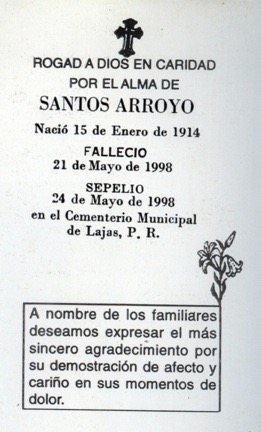 ROGAD A DIOS EN CARIDAD
POR EL ALMA DE
SANTOS ARROYO
Nació 15 de Enero de 1914
FALLECIO
21 de Mayo de 1998
SEPELIO
24 de Mayo de 1998
en el Cementerio Municipal
de Lajas, P. R.
A nombre de los familiares
deseamos expresar el más
sincero agradecimiento por
su demostración de afecto y
cariño en sus momentos de
dolor.